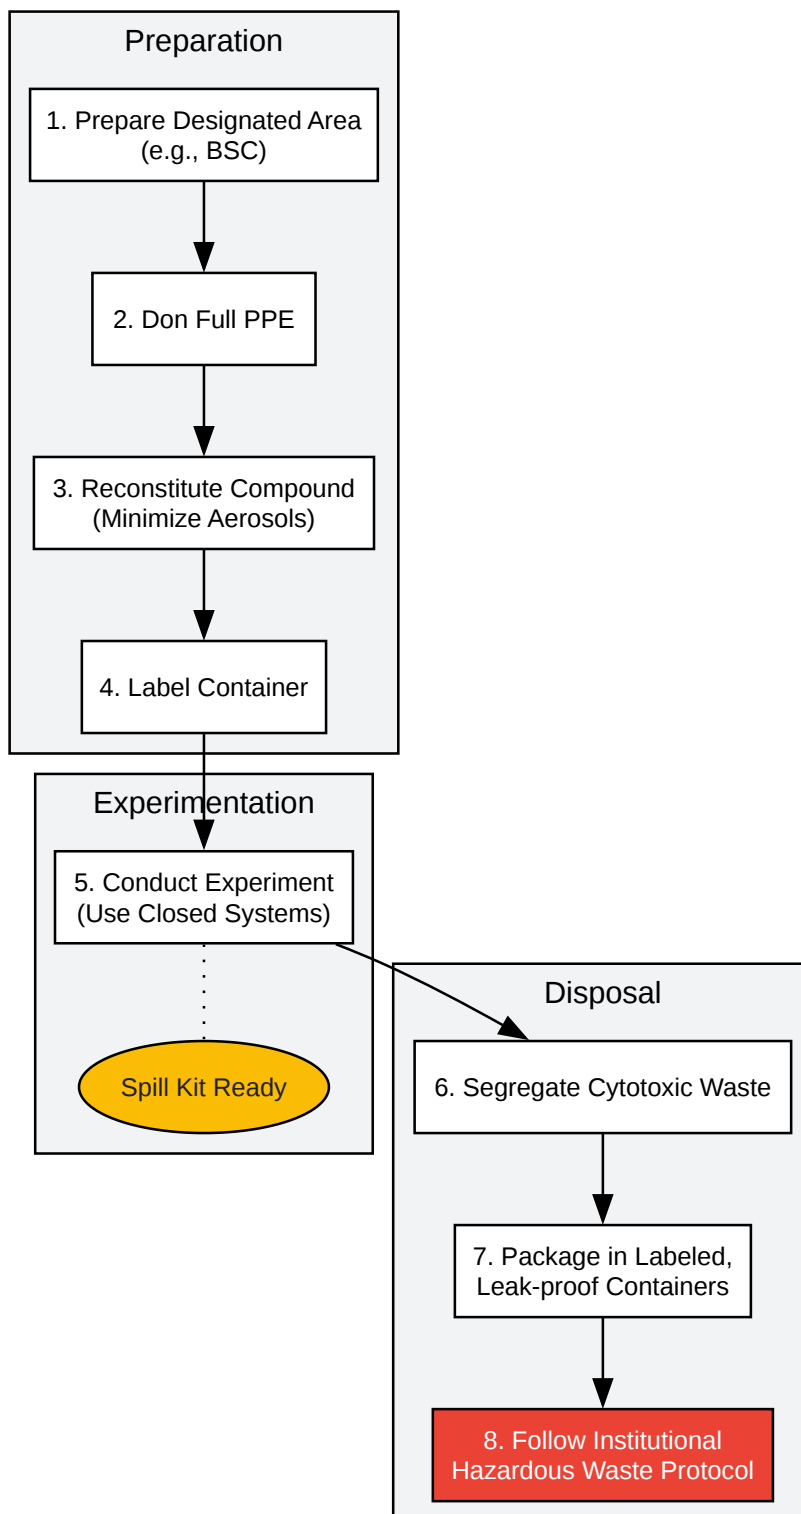 Preparation
1. Prepare Designated Area
(e.g., BSC)
2. Don Full PPE
3. Reconstitute Compound
(Minimize Aerosols)
4. Label Container
Experimentation
5. Conduct Experiment
(Use Closed Systems)
Spill Kit Ready
Disposal
6. Segregate Cytotoxic Waste
7. Package in Labeled,
Leak-proof Containers
8. Follow Institutional
Hazardous Waste Protocol